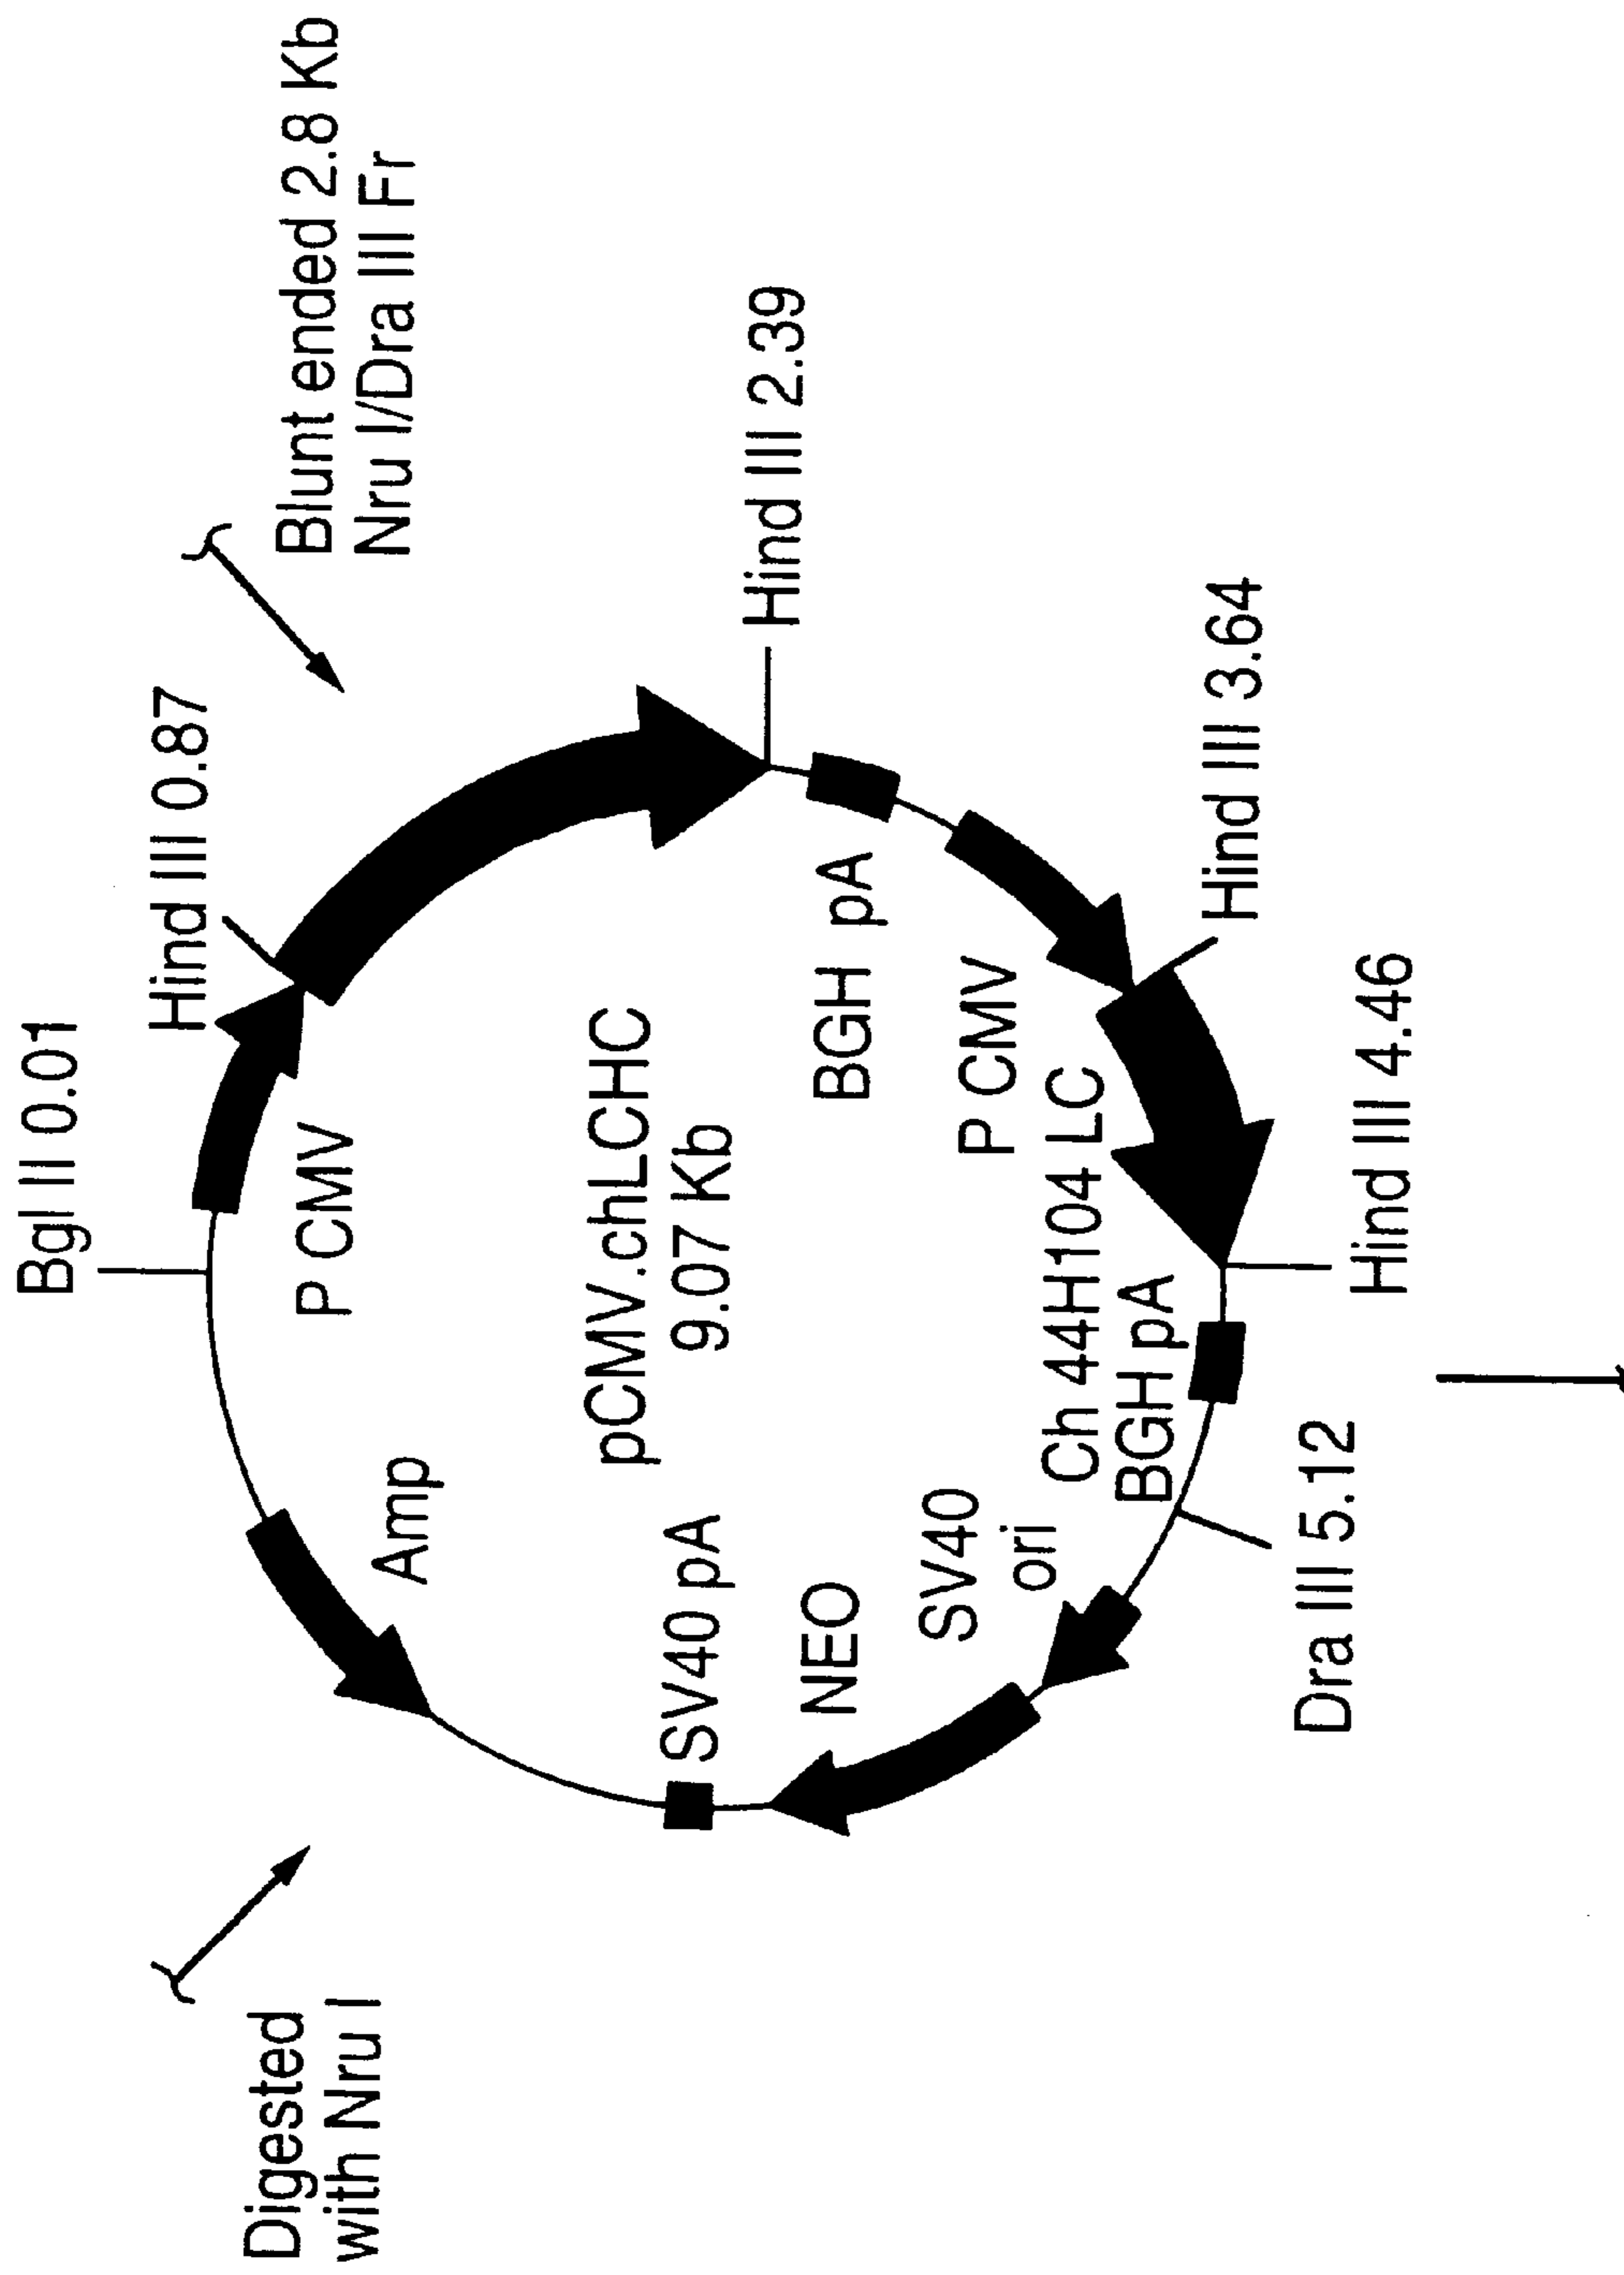 Digested
with Nru I
Blunt ended 2.8 Kb
Nru I/Dra III Fr
Bgl II 0.01
Hind III 0.87
P CMV
Amp
pCMV.chLCHC
9.07 Kb
SV40 pA
Hind III 2.39
NEO
BGH pA
SV40
ori
P CMV
Ch 44H104 LC
BGH pA
Hind III 3.64
Dra III 5.12
Hind III 4.46